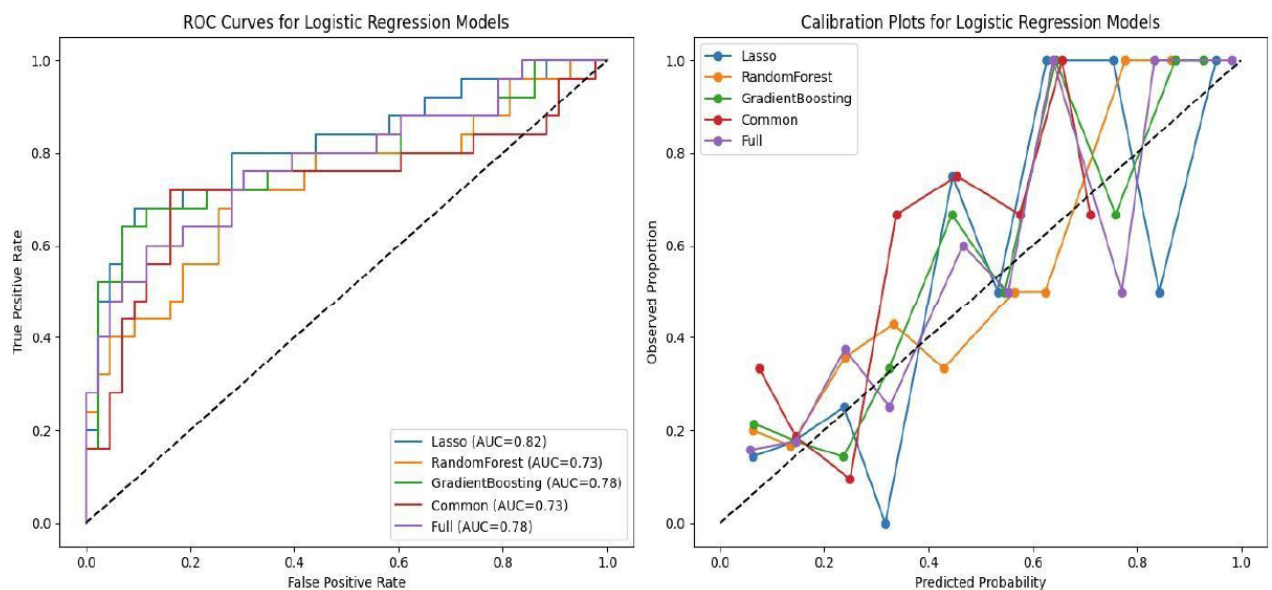 ROC Curves for Logistic Regression Models
1.0
0.8
0.6
0.4
0.2
0.0
True Positive Rate
0.0 0.2 0.4 0.6 0.8 1.0
False Positive Rate
Lasso (AUC=0.82)
RandomForest (AUC=0.73)
GradientBoosting (AUC=0.78)
Common (AUC=0.73)
Full (AUC=0.78)
Calibration Plots for Logistic Regression Models
Lasso
RandomForest
GradientBoosting
Common
Full
1.0
0.8
0.6
0.4
0.2
0.0
Observed Proportion
0.0 0.2 0.4 0.6 0.8 1.0
Predicted Probability